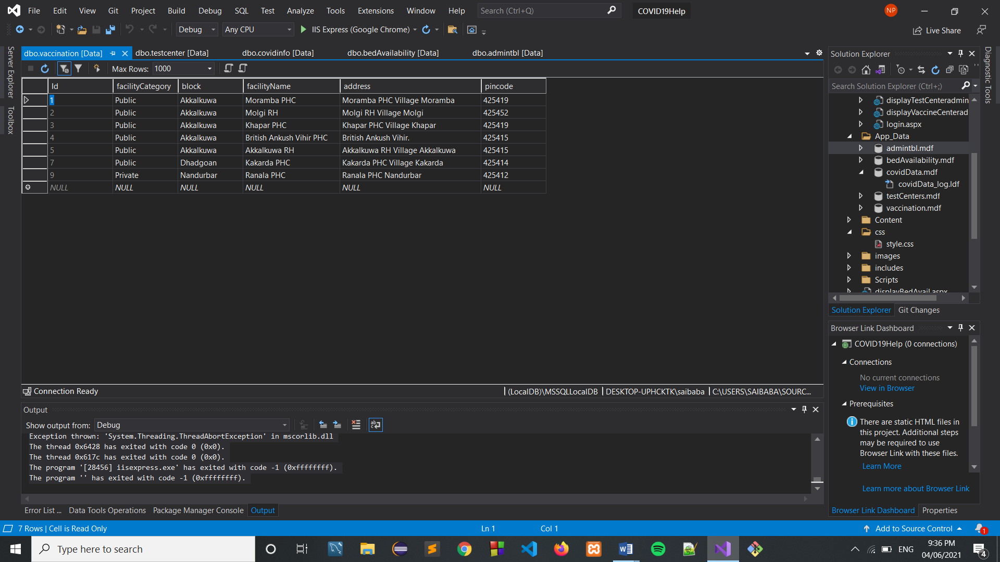 File Edit View Git Project Build Debug SQL Test Analyze Tools Extensions Window Help Search (Ctrl+Q) COVID19Help NP
Debug Any CPU IIS Express (Google Chrome) Live Share
Server Explorer
Toolbox
dbo.vaccination [Data] dbo.testcenter [Data] dbo.covidinfo [Data] dbo.bedAvailability [Data] dbo.admintbl [Data]
Max Rows: 1000
Id facilityCategory block facilityName address pincode
1 Public Akkalkuwa Moramba PHC Moramba PHC Village Moramba 425419
2 Public Akkalkuwa Molgi RH Molgi RH Village Molgi 425452
3 Public Akkalkuwa Khapar PHC Khapar PHC Village Khapar 425419
4 Public Akkalkuwa British Ankush Vihir PHC British Ankush Vihir. 425415
5 Public Akkalkuwa Akkalkuwa RH Akkalkuwa RH Village Akkalkuwa 425415
7 Public Dhadgoan Kakarda PHC Kakarda PHC Village Kakarda 425414
9 Private Nandurbar Ranala PHC Ranala PHC Nandurbar 425412
NULL NULL NULL NULL NULL NULL
Connection Ready (LocalDB)\MSSQLLocalDB DESKTOP-UPHCKTK\saibaba C:\USERS\SAIBABA\SOURC...
Output
Show output from: Debug
Exception thrown: 'System.Threading.ThreadAbortException' in mscorlib.dll
The thread 0x6428 has exited with code 0 (0x0).
The thread 0x617c has exited with code 0 (0x0).
The program '[28456] iisexpress.exe' has exited with code -1 (0xffffffff).
The program '' has exited with code -1 (0xffffffff).
Error List ... Data Tools Operations Package Manager Console Output
Solution Explorer
Search Solution Explorer (Ctrl+;)
displayTestCenteradmin
displayVaccineCenterad
login.aspx
App_Data
admintbl.mdf
bedAvailability.mdf
covidData.mdf
covidData_log.ldf
testCenters.mdf
vaccination.mdf
Content
css
style.css
images
includes
Scripts
displayBedAvail.aspx
Solution Explorer Git Changes
Browser Link Dashboard
COVID19Help (0 connections)
Connections
No current connections
View in Browser
Prerequisites
There are static HTML files in
this project. Additional steps
may be required to use
Browser Link with these files.
Learn More
Learn more about Browser Link
Browser Link Dashboard Properties
Diagnostic Tools
7 Rows | Cell is Read Only Ln 1 Col 1 Add to Source Control 1
Type here to search ENG 9:36 PM
04/06/2021 4